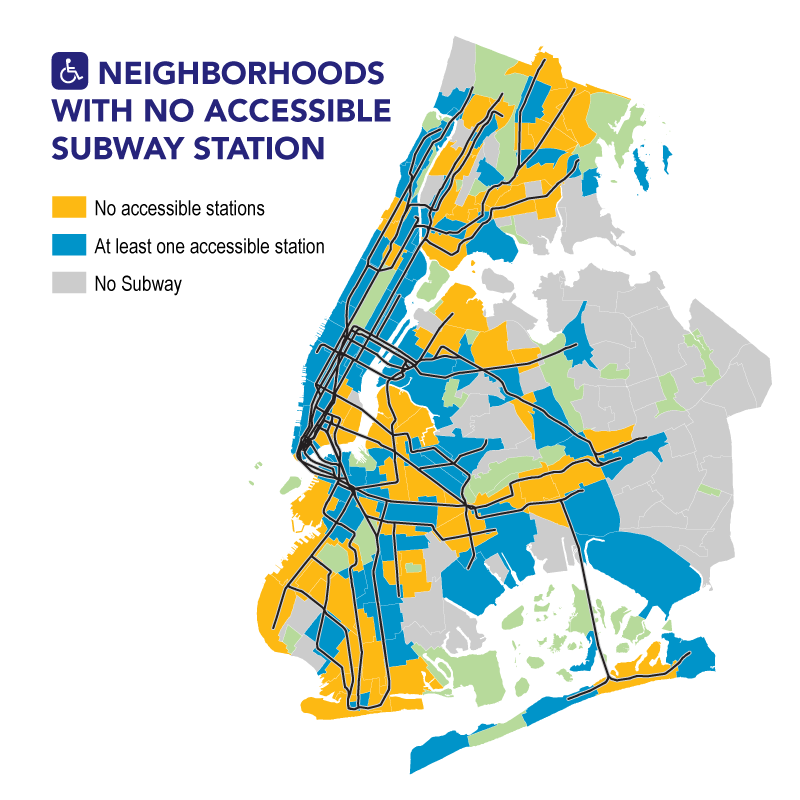 NEIGHBORHOODS
WITH NO ACCESSIBLE
SUBWAY STATION
No accessible stations
At least one accessible station
No Subway